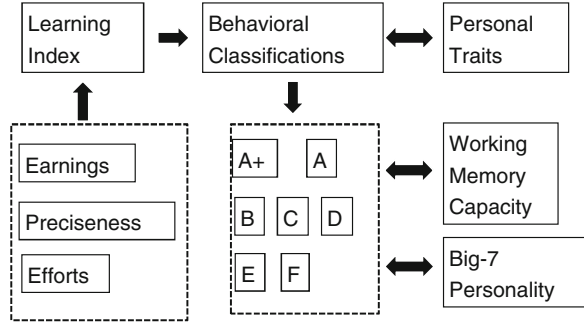 Learning
Index
Behavioral
Classifications
Personal
Traits
Earnings
Preciseness
Efforts
A+
A
B
C
D
E
F
Working
Memory
Capacity
Big-7
Personality